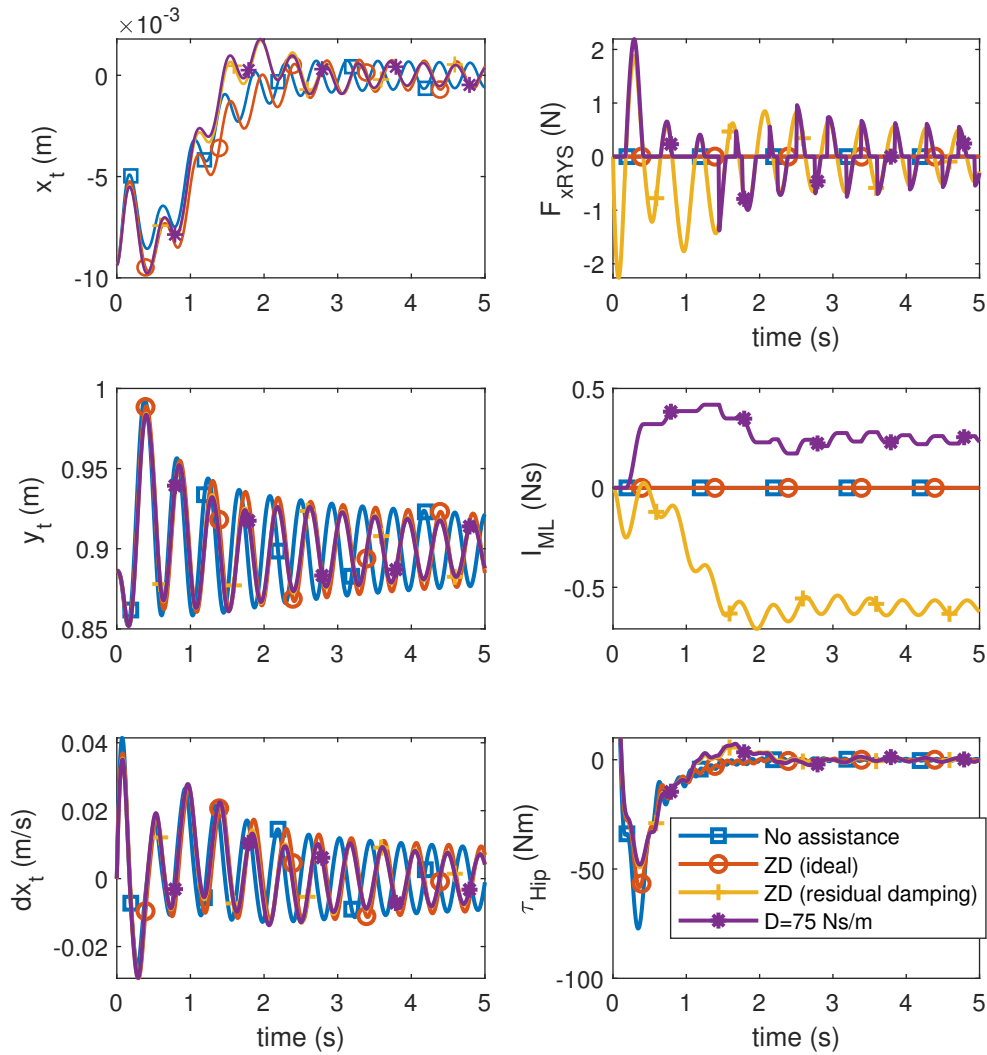 ×10⁻³
0
-5
-10
x_t (m)
0 1 2 3 4 5
2
1
0
-1
-2
F_xRYS (N)
0 1 2 3 4 5
time (s)
1
0.95
0.9
0.85
y_t (m)
0 1 2 3 4 5
0.5
0
-0.5
I_ML (Ns)
0 1 2 3 4 5
0.04
0.02
0
-0.02
dx_t (m/s)
0 1 2 3 4 5
time (s)
0
-50
-100
τ_Hip (Nm)
No assistance
ZD (ideal)
ZD (residual damping)
D=75 Ns/m
0 1 2 3 4 5
time (s)